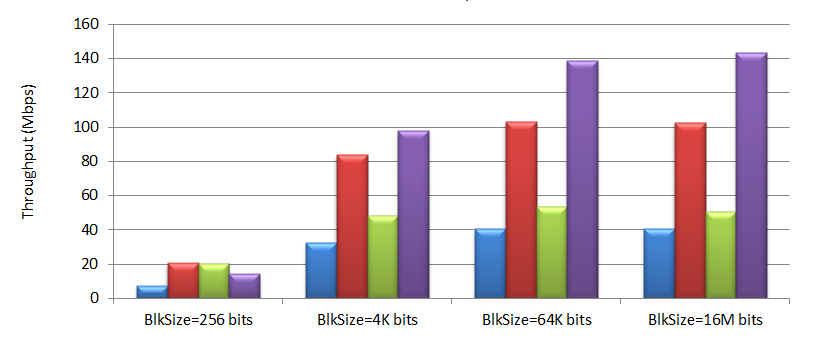 Throughput (Mbps)
160
140
120
100
80
60
40
20
0
BlkSize=256 bits
BlkSize=4K bits
BlkSize=64K bits
BlkSize=16M bits